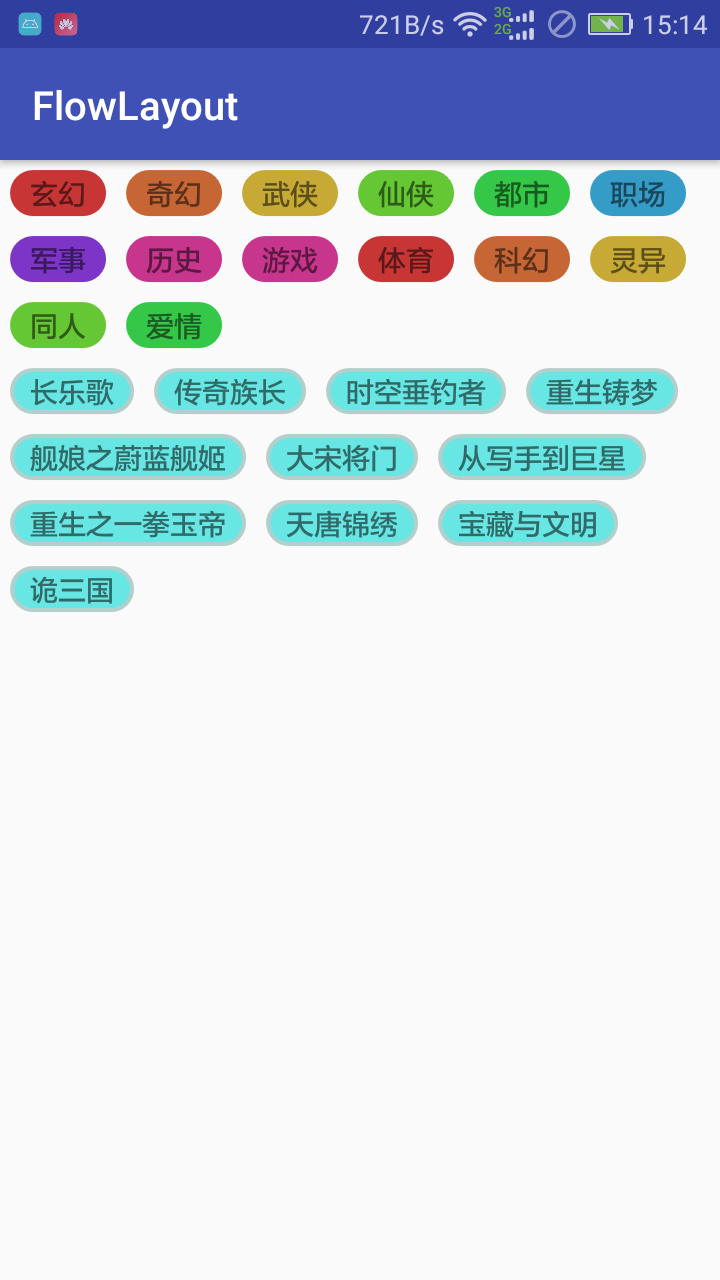 721B/s 3G 2G 15:14
FlowLayout
玄幻 奇幻 武侠 仙侠 都市 职场
军事 历史 游戏 体育 科幻 灵异
同人 爱情
长乐歌 传奇族长 时空垂钓者 重生铸梦
舰娘之蔚蓝舰姬 大宋将门 从写手到巨星
重生之一拳玉帝 天唐锦绣 宝藏与文明
诡三国